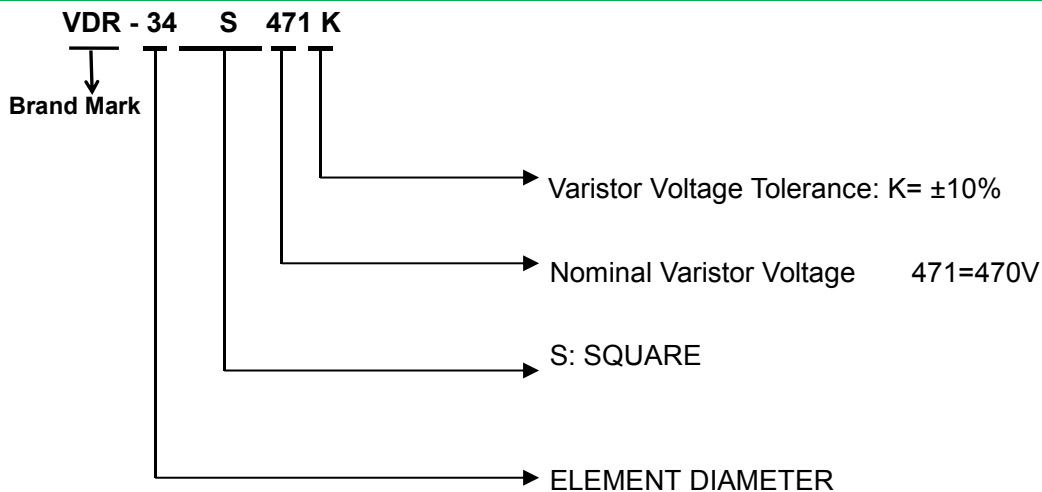 VDR - 34 S 471 K
Brand Mark
Varistor Voltage Tolerance: K= ±10%
Nominal Varistor Voltage 471=470V
S: SQUARE
ELEMENT DIAMETER